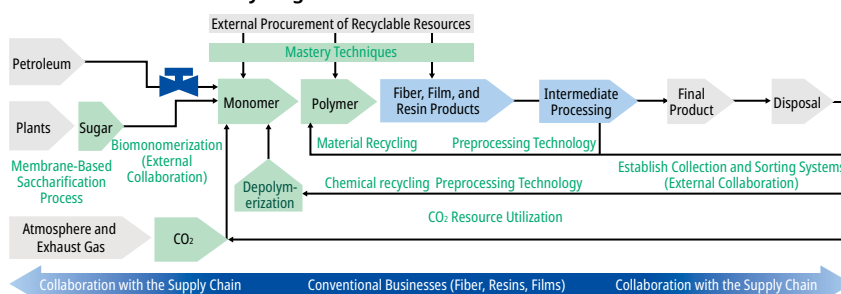 External Procurement of Recyclable Resources
Mastery Techniques
Petroleum
Monomer
Polymer
Fiber, Film, and
Resin Products
Intermediate
Processing
Final
Product
Disposal
Plants
Sugar
Biomonomerization
(External
Collaboration)
Membrane-Based
Saccharification
Process
Material Recycling
Preprocessing Technology
Establish Collection and Sorting Systems
(External Collaboration)
Depolym-
erization
Chemical recycling Preprocessing Technology
CO₂ Resource Utilization
Atmosphere and
Exhaust Gas
CO₂
Collaboration with the Supply Chain
Conventional Businesses (Fiber, Resins, Films)
Collaboration with the Supply Chain